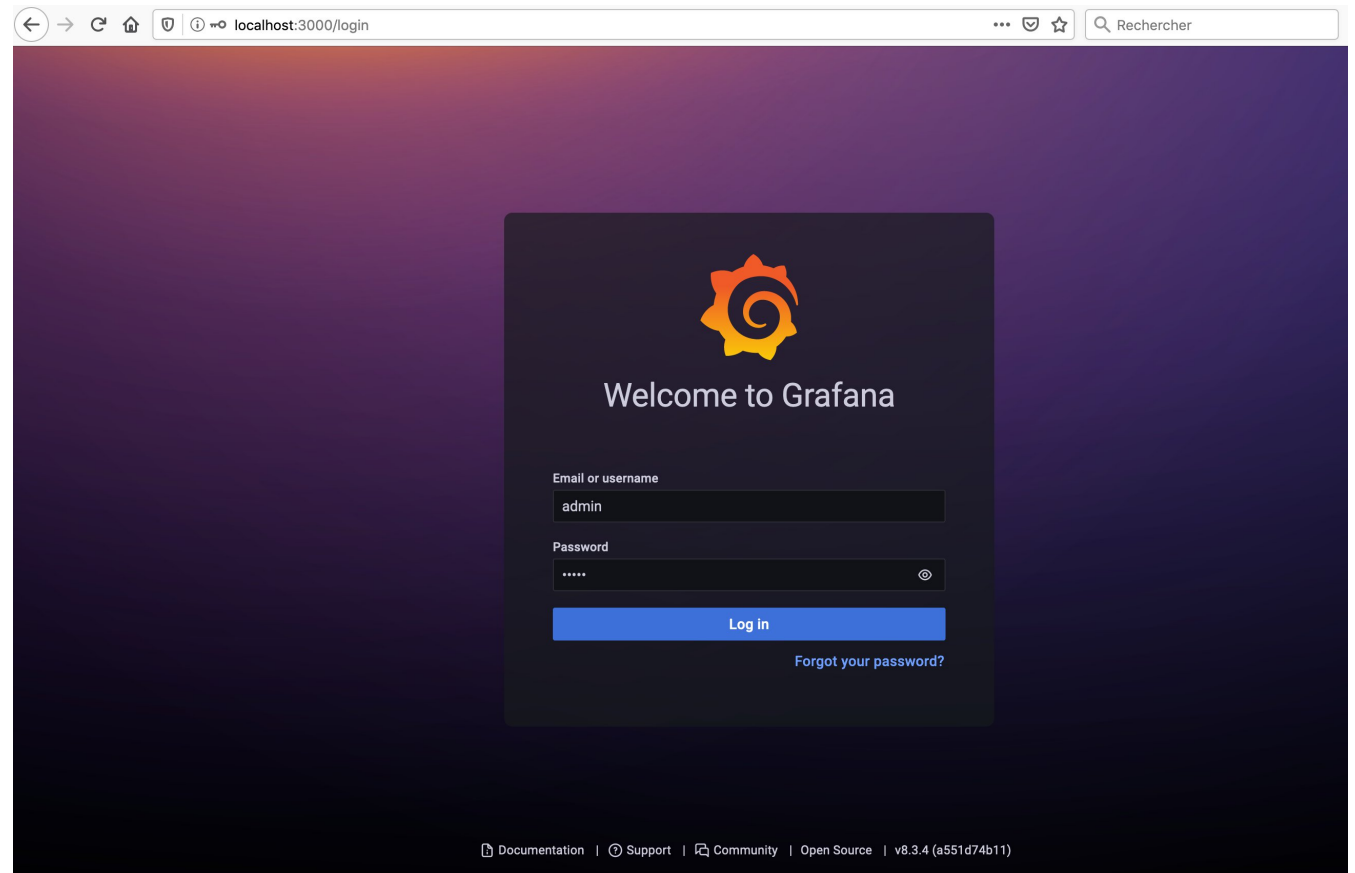 localhost:3000/login
Rechercher
Welcome to Grafana
Email or username
admin
Password
•••••
Log in
Forgot your password?
Documentation | Support | Community | Open Source | v8.3.4 (a551d74b11)